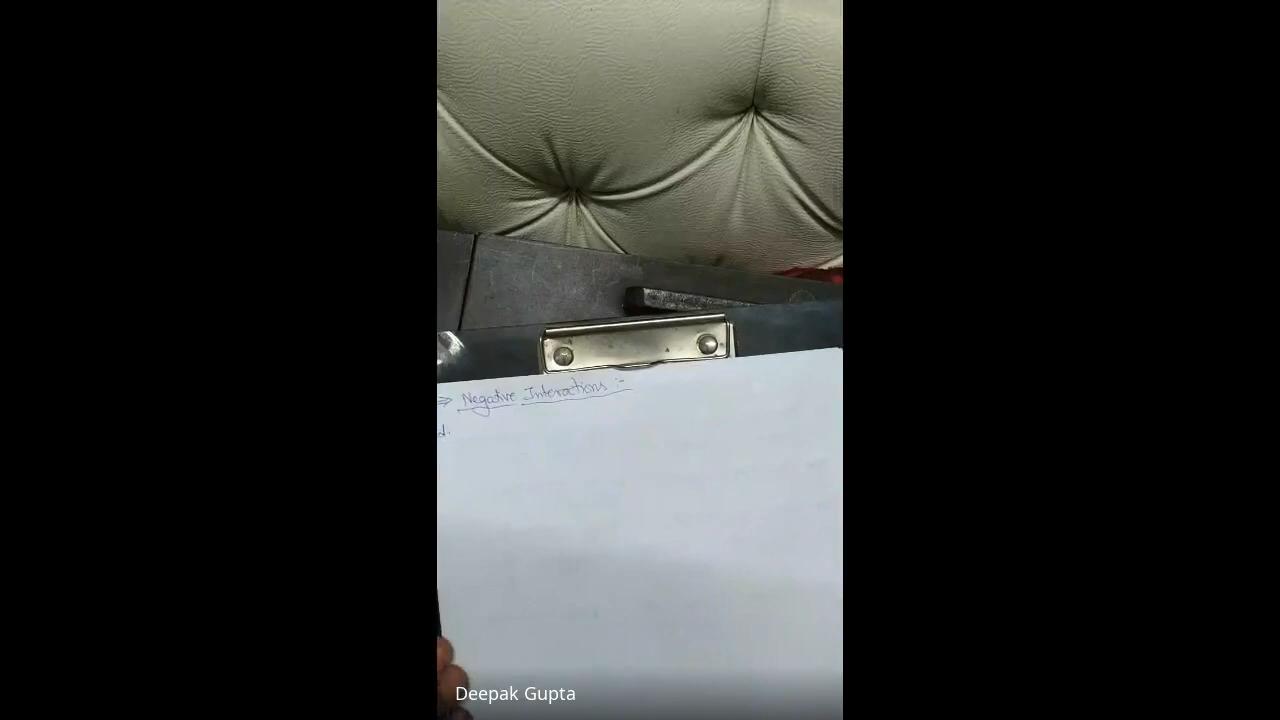 ⇒ Negative Interactions :-
d.
Deepak Gupta